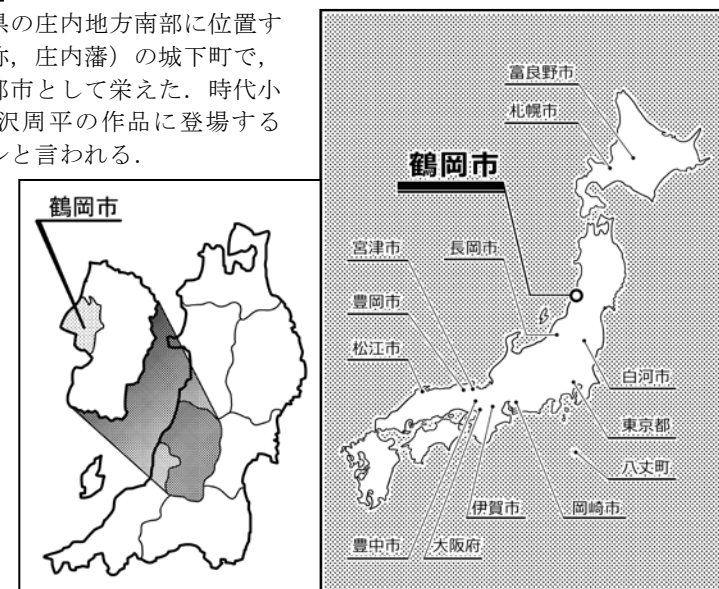 県の庄内地方南部に位置す
称，庄内藩）の城下町で，
都市として栄えた．時代小
沢周平の作品に登場する
と言われる．
鶴岡市
富良野市
札幌市
鶴岡市
宮津市
長岡市
豊岡市
松江市
白河市
東京都
八丈町
伊賀市
岡崎市
豊中市
大阪府